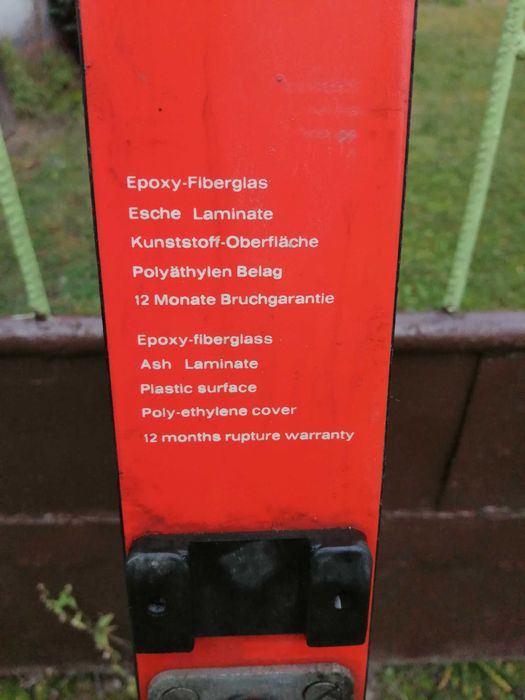 Epoxy-Fiberglas
Esche Laminate
Kunststoff-Oberfläche
Polyäthylen Belag
12 Monate Bruchgarantie
Epoxy-fiberglass
Ash Laminate
Plastic surface
Poly-ethylene cover
12 months rupture warranty